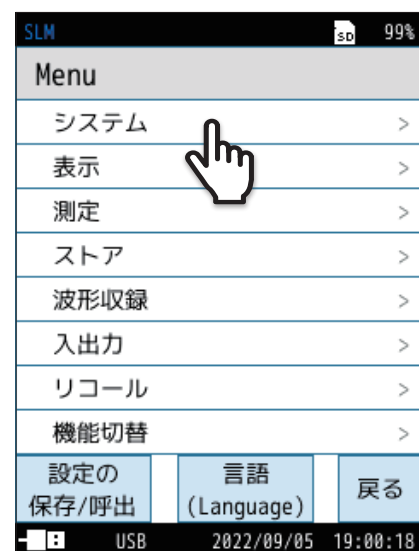 SLM SD 99%
Menu
システム >
表示 >
測定 >
ストア >
波形収録 >
入出力 >
リコール >
機能切替 >
設定の
保存/呼出
言語
(Language)
戻る
USB 2022/09/05 19:00:18